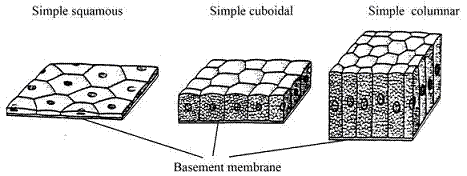 Simple squamous
Simple cuboidal
Simple columnar
Basement membrane